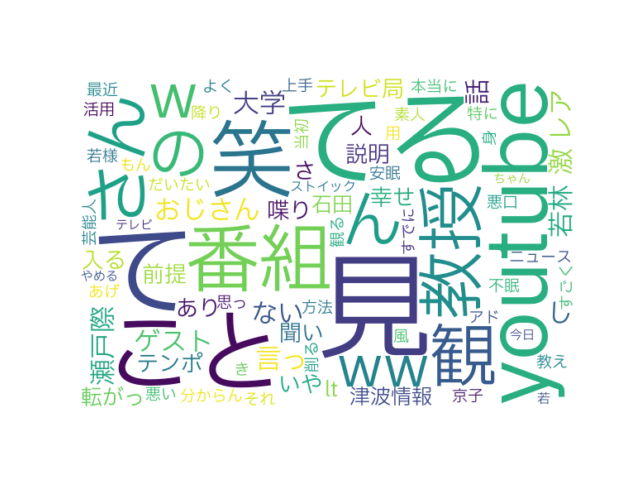 最近
よく
上手
テレビ局
本当に
特に
活用
降り
大学
話
素人
用
身
レア
激
youtube
w
笑
てる
さん
の
さ
人
説明
当初
若様
もん
だいたい
ストイック
安眠
ちゃん
悪口
若林
おじさん
喋り
石田
幸せ
観る
すでに
教授
芸能人
テレビ
入る
番組
ん
見
ニュース
すごく
し
やめる
あげ
前提
あり
思っ
ない
聞い
方法
削る
風
不眠
アド
今日
瀬戸際
て
こと
ゲスト
テンポ
言っ
ww
観
教え
転がっ
悪い
分からん
き
それ
いや
lt
津波情報
京子
若